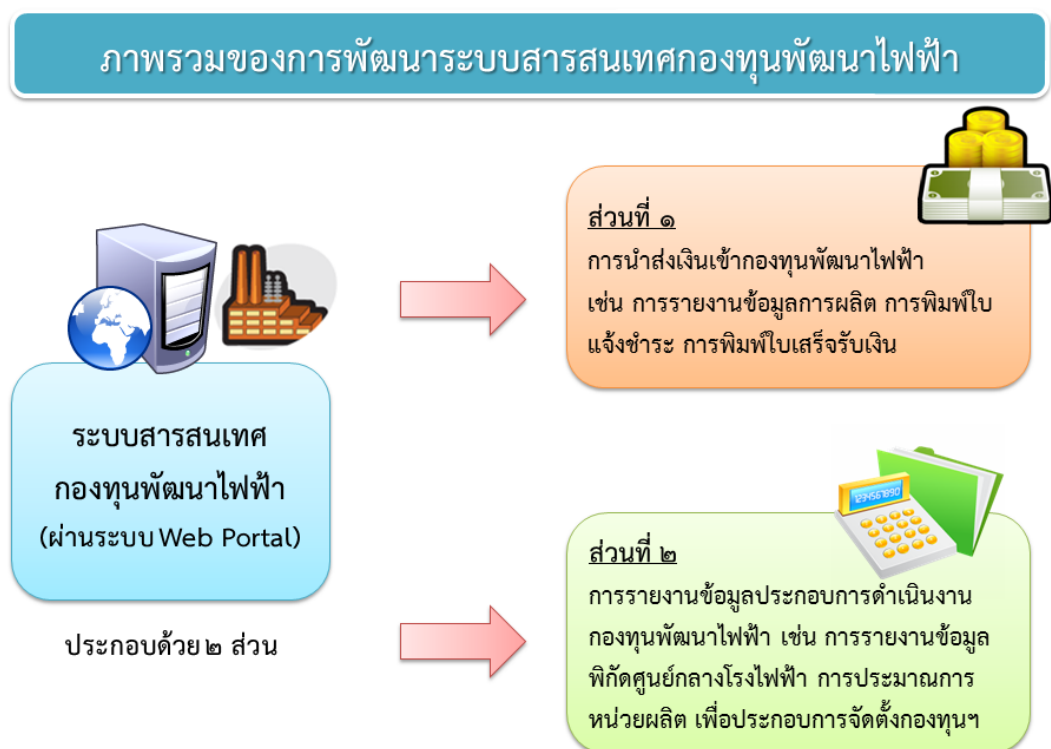 ภาพรวมของการพัฒนาระบบสารสนเทศกองทุนพัฒนาไฟฟ้า
ระบบสารสนเทศ
กองทุนพัฒนาไฟฟ้า
(ผ่านระบบ Web Portal)
ประกอบด้วย ๒ ส่วน
ส่วนที่ ๑
การนำส่งเงินเข้ากองทุนพัฒนาไฟฟ้า
เช่น การรายงานข้อมูลการผลิต การพิมพ์ใบ
แจ้งชำระ การพิมพ์ใบเสร็จรับเงิน
1234567890
ส่วนที่ ๒
การรายงานข้อมูลประกอบการดำเนินงาน
กองทุนพัฒนาไฟฟ้า เช่น การรายงานข้อมูล
พิกัดศูนย์กลางโรงไฟฟ้า การประมาณการ
หน่วยผลิต เพื่อประกอบการจัดตั้งกองทุนฯ